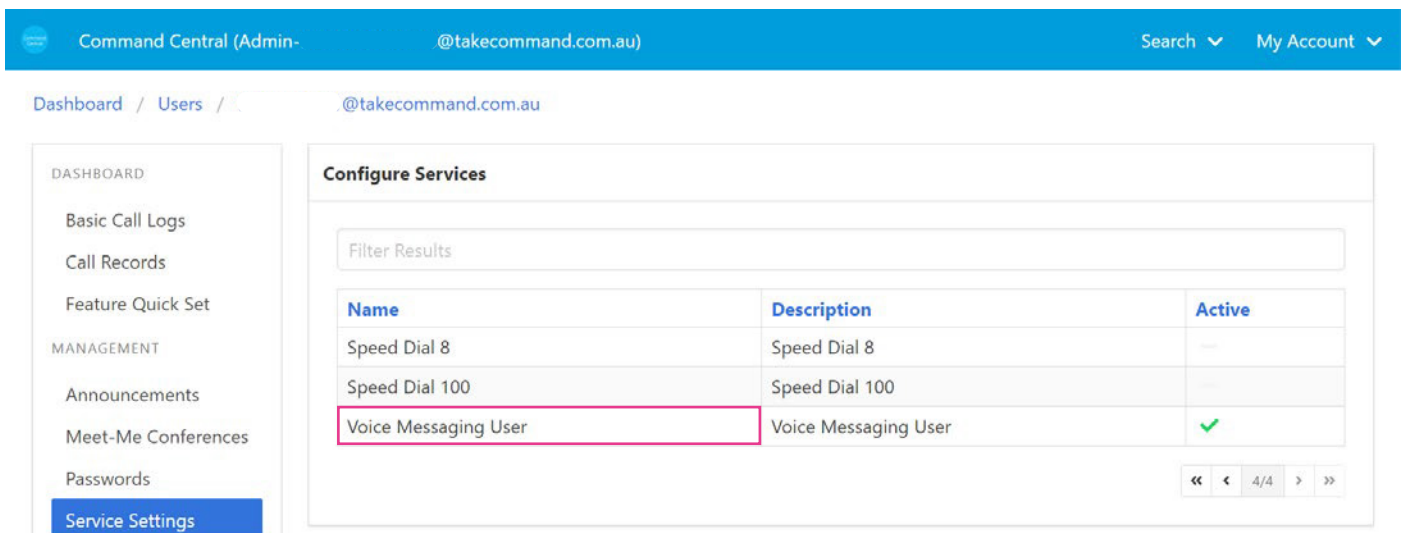 Command Central (Admin- @takecommand.com.au) Search My Account
Dashboard / Users / @takecommand.com.au
DASHBOARD
Basic Call Logs
Call Records
Feature Quick Set
MANAGEMENT
Announcements
Meet-Me Conferences
Passwords
Service Settings
Configure Services
Filter Results
Name Description Active
Speed Dial 8 Speed Dial 8
Speed Dial 100 Speed Dial 100
Voice Messaging User Voice Messaging User
« ‹ 4/4 › »